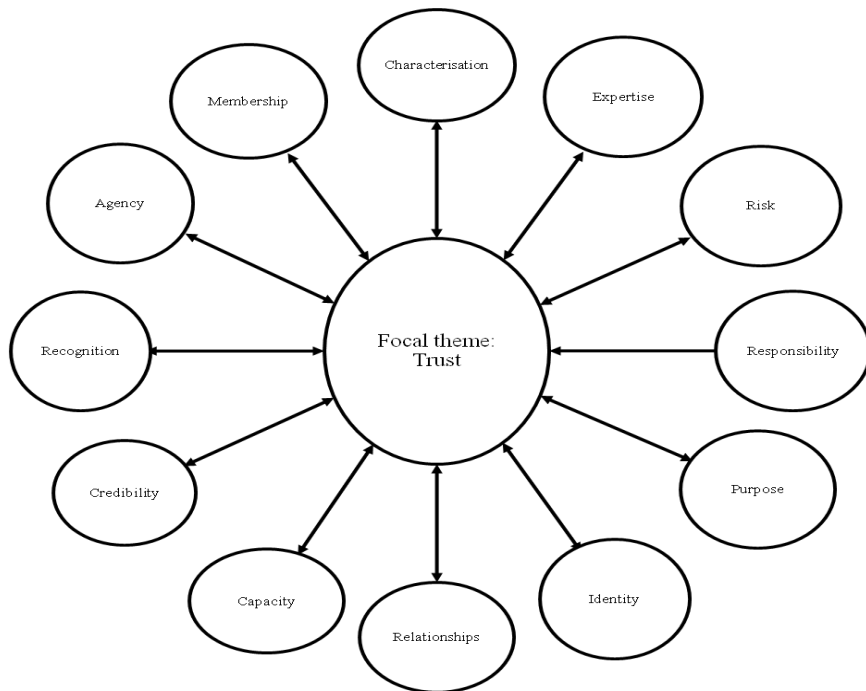 Characterisation
Membership
Expertise
Agency
Risk
Focal theme:
Trust
Recognition
Responsibility
Credibility
Purpose
Capacity
Identity
Relationships